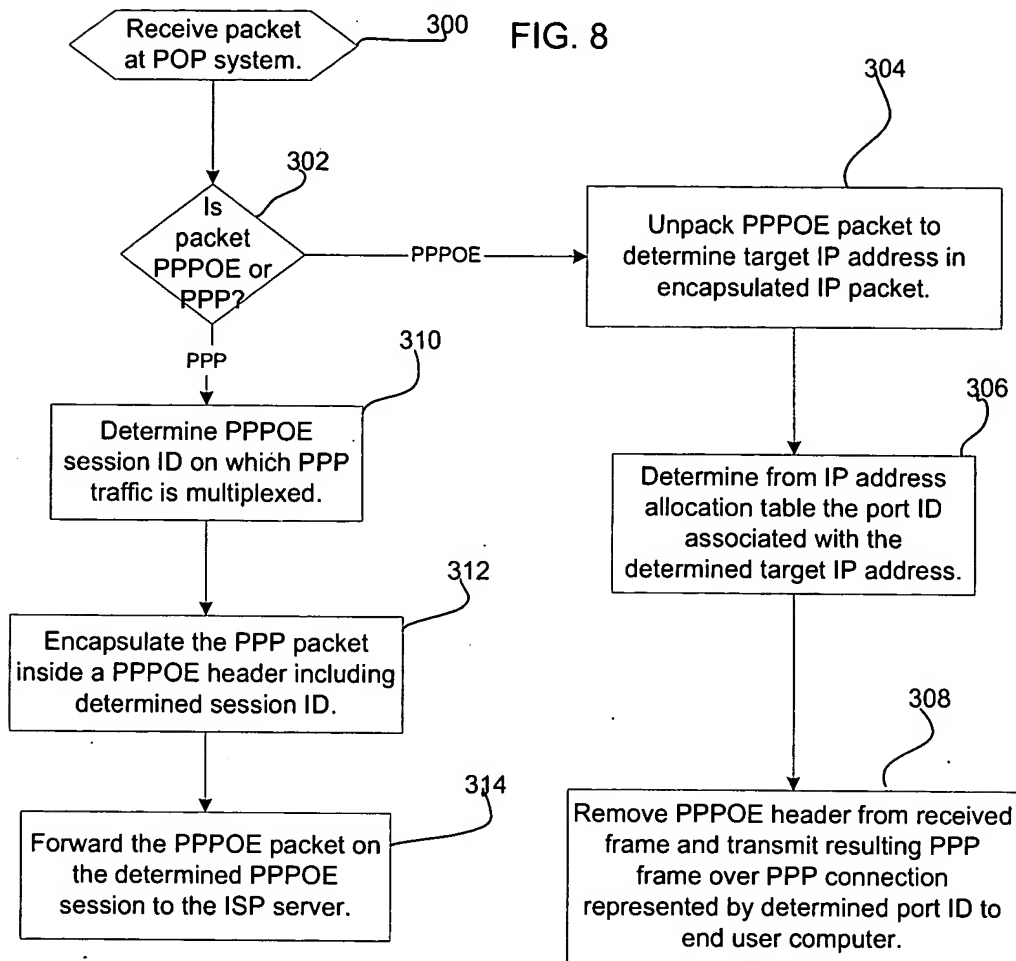 Receive packet
at POP system.
300
FIG. 8
304
302
Is
packet
PPPOE or
PPP?
PPPOE
Unpack PPPOE packet to
determine target IP address in
encapsulated IP packet.
PPP
310
Determine PPPOE
session ID on which PPP
traffic is multiplexed.
306
Determine from IP address
allocation table the port ID
associated with the
determined target IP address.
312
Encapsulate the PPP packet
inside a PPPOE header including
determined session ID.
308
Remove PPPOE header from received
frame and transmit resulting PPP
frame over PPP connection
represented by determined port ID to
end user computer.
314
Forward the PPPOE packet on
the determined PPPOE
session to the ISP server.